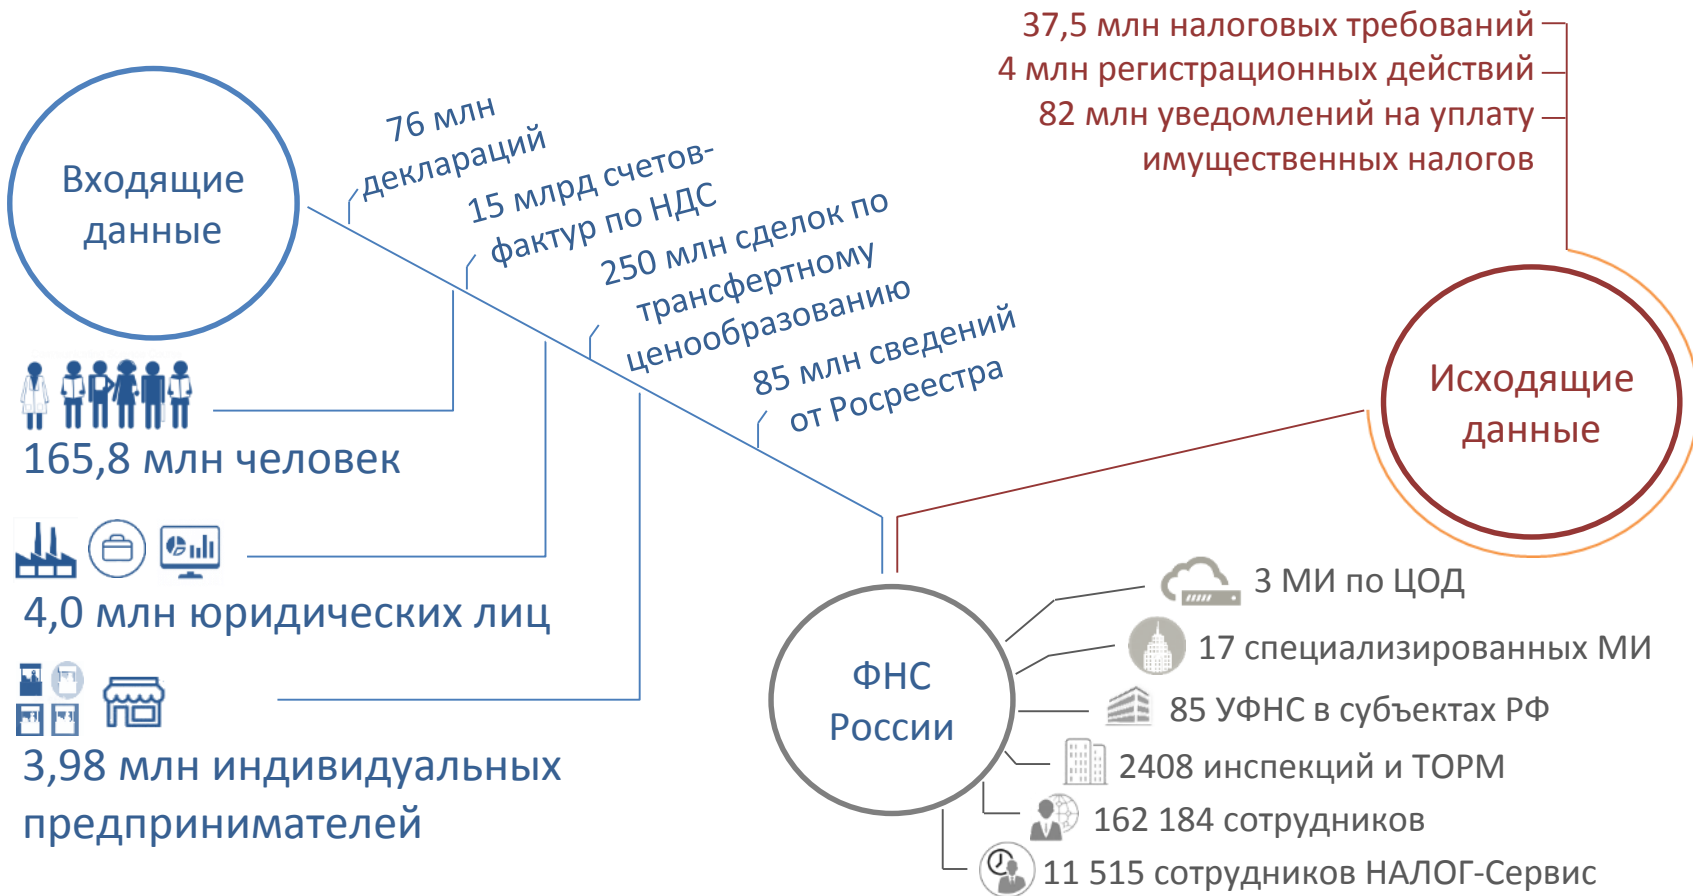 Входящие
данные
76 млн
деклараций
15 млрд счетов-
фактур по НДС
250 млн сделок по
трансфертному
ценообразованию
85 млн сведений
от Росреестра
165,8 млн человек
4,0 млн юридических лиц
3,98 млн индивидуальных
предпринимателей
37,5 млн налоговых требований
4 млн регистрационных действий
82 млн уведомлений на уплату
имущественных налогов
Исходящие
данные
ФНС
России
3 МИ по ЦОД
17 специализированных МИ
85 УФНС в субъектах РФ
2408 инспекций и ТОРМ
162 184 сотрудников
11 515 сотрудников НАЛОГ-Сервис